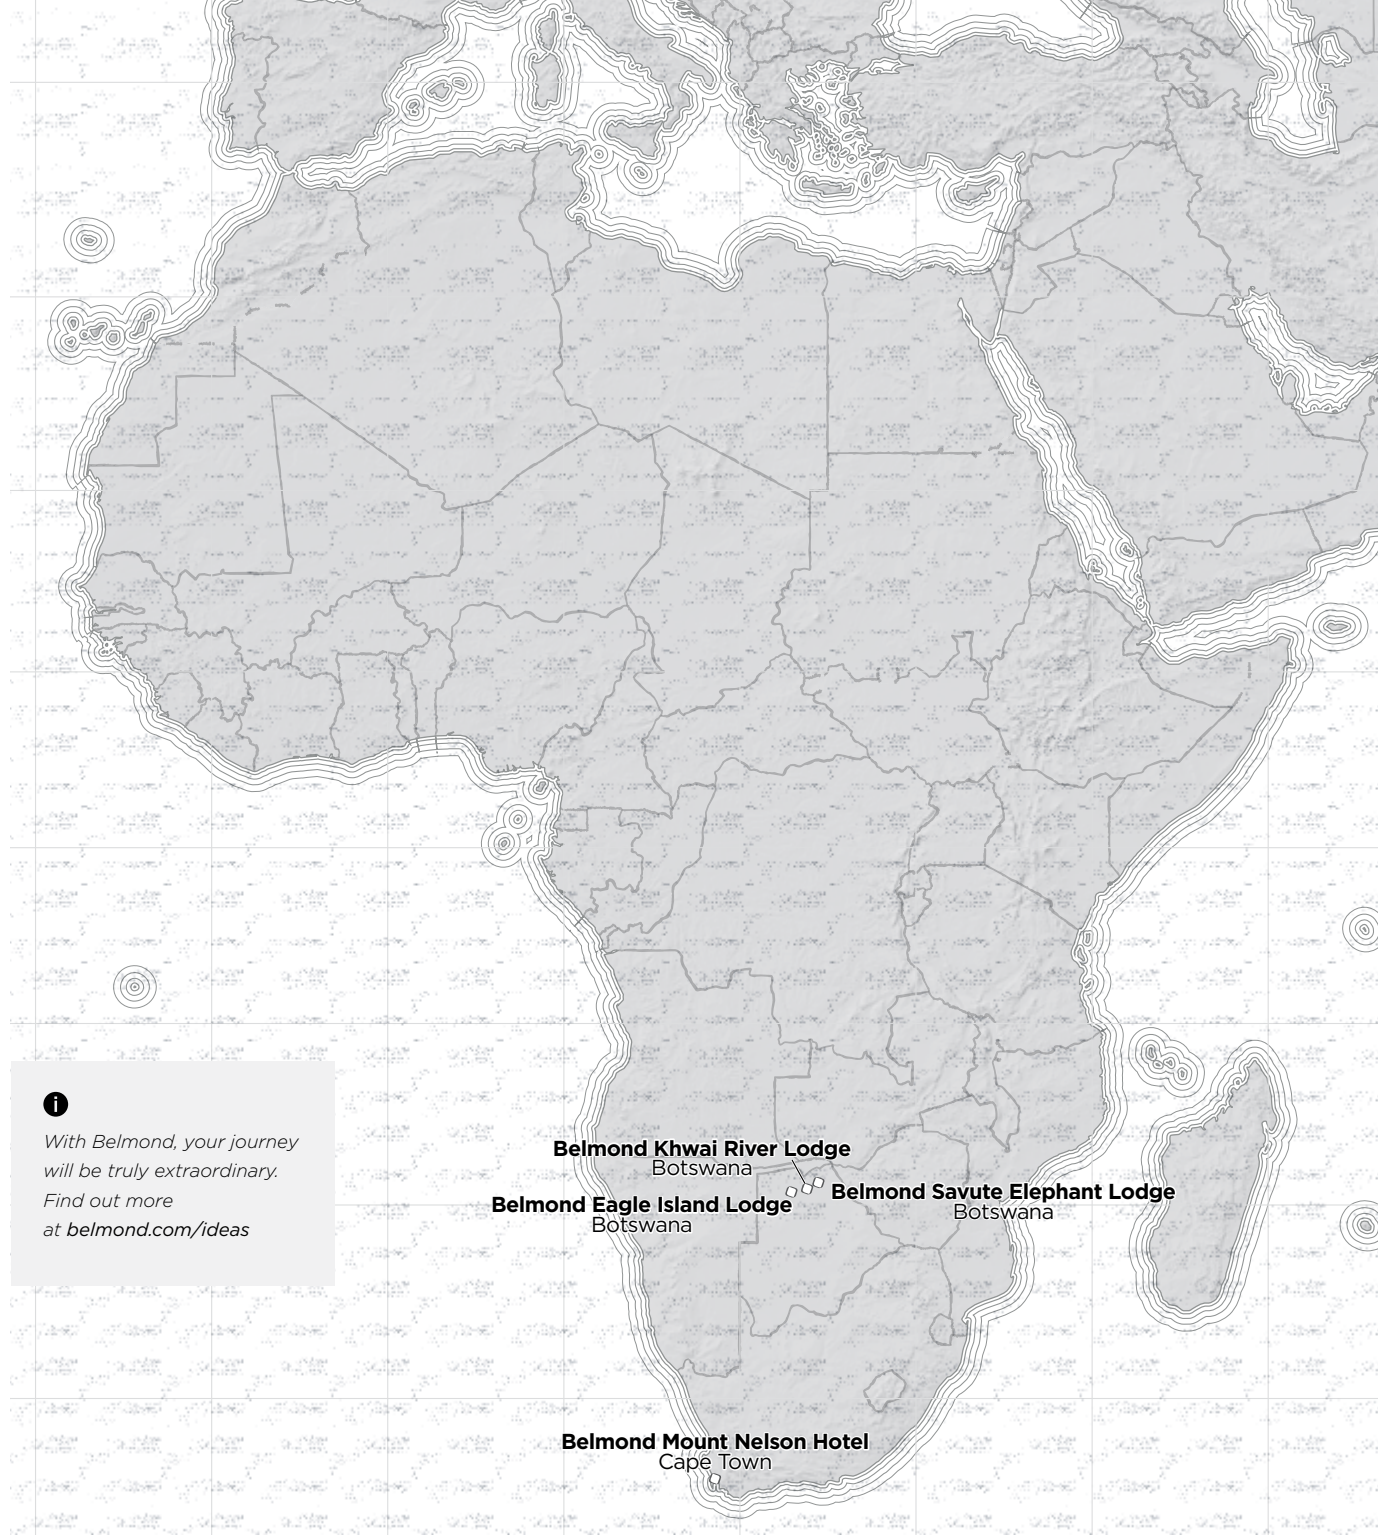 i
With Belmond, your journey
will be truly extraordinary.
Find out more
at belmond.com/ideas
Belmond Khwai River Lodge
Botswana
Belmond Eagle Island Lodge
Botswana
Belmond Savute Elephant Lodge
Botswana
Belmond Mount Nelson Hotel
Cape Town